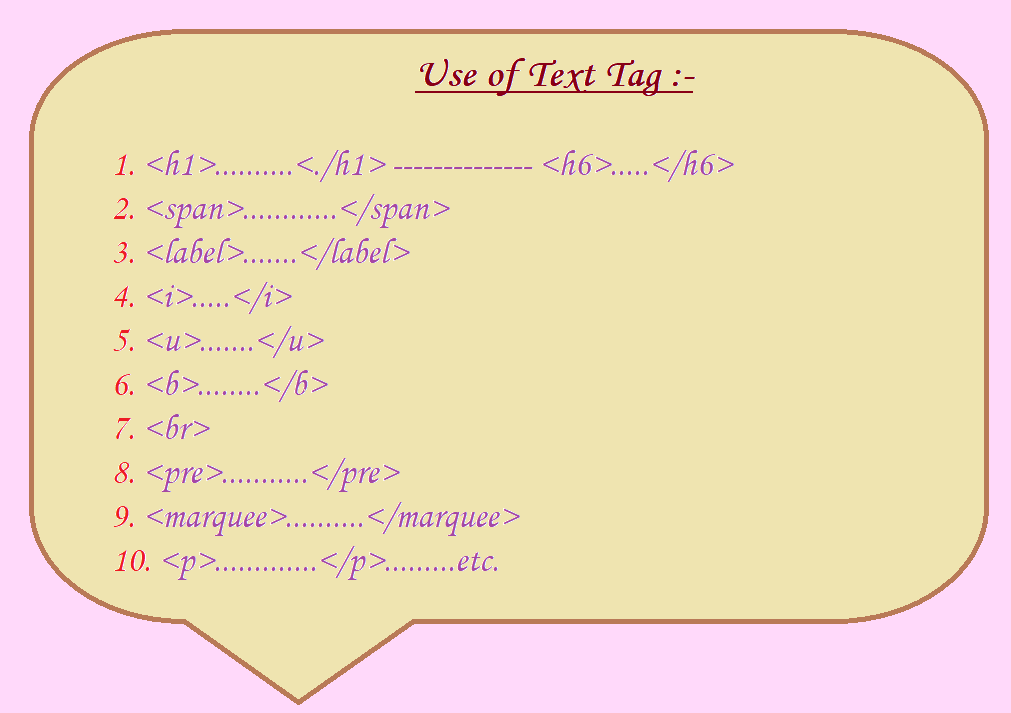 Use of Text Tag :-
1. <h1>..........<./h1> -------------- <h6>.....</h6>
2. <span>............</span>
3. <label>.......</label>
4. <i>.....</i>
5. <u>.......</u>
6. <b>........</b>
7. <br>
8. <pre>...........</pre>
9. <marquee>..........</marquee>
10. <p>.............</p>.........etc.